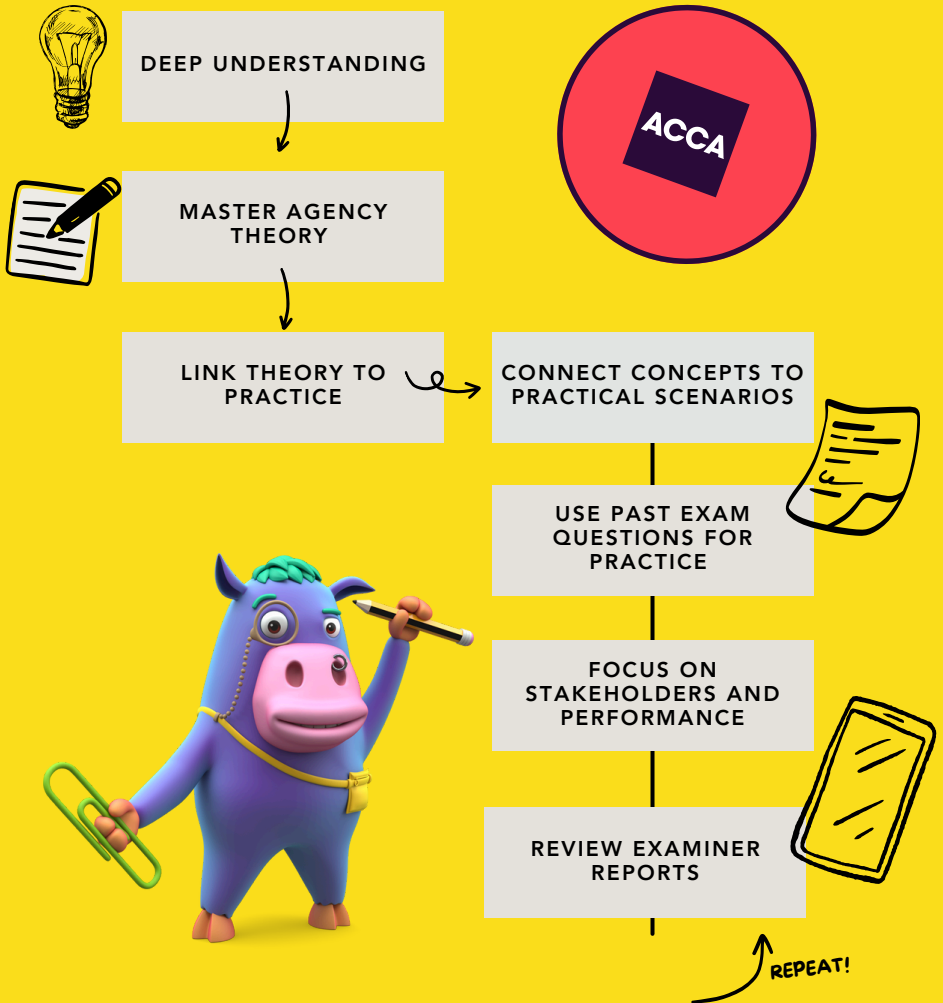 DEEP UNDERSTANDING
ACCA
MASTER AGENCY
THEORY
LINK THEORY TO
PRACTICE
CONNECT CONCEPTS TO
PRACTICAL SCENARIOS
USE PAST EXAM
QUESTIONS FOR
PRACTICE
FOCUS ON
STAKEHOLDERS AND
PERFORMANCE
REVIEW EXAMINER
REPORTS
REPEAT!